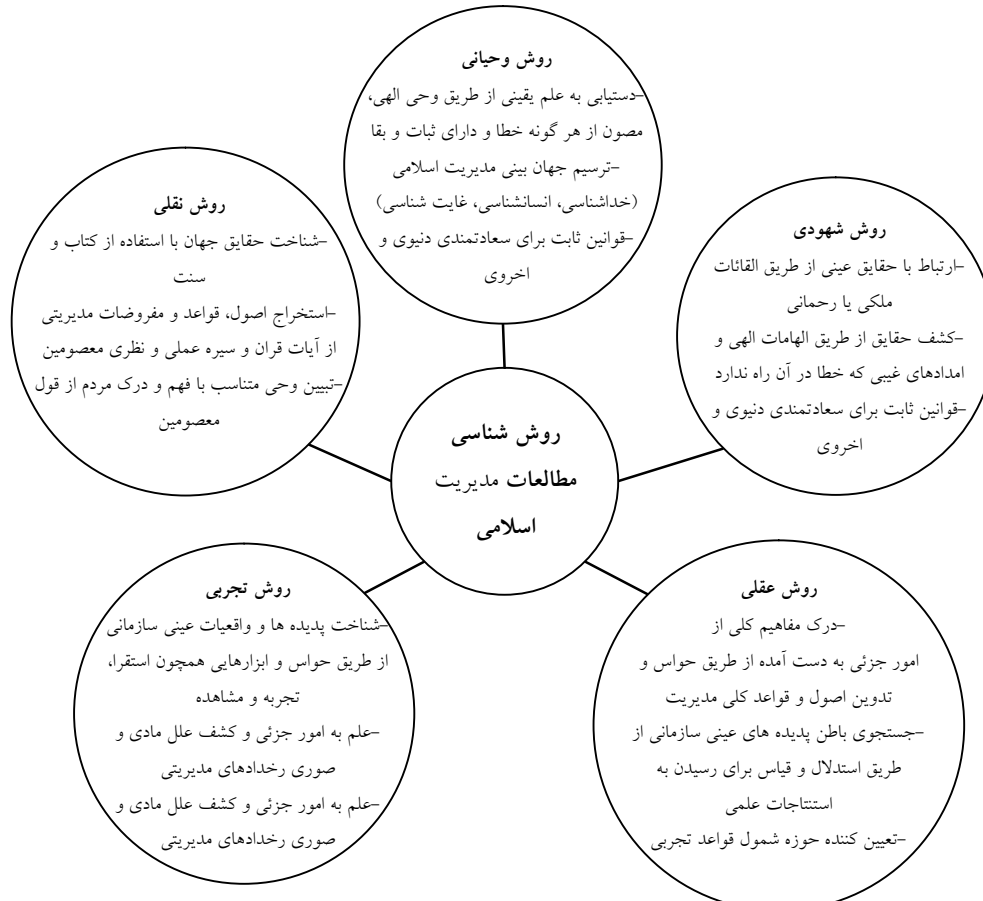 روش وحیانی
-دستیابی به علم یقینی از طریق وحی الهی،
مصون از هر گونه خطا و دارای ثبات و بقا
-ترسیم جهان بینی مدیریت اسلامی
(خداشناسی، انسانشناسی، غایت شناسی)
-قوانین ثابت برای سعادتمندی دنیوی و
اخروی
روش شهودی
-ارتباط با حقایق عینی از طریق القائات
ملکی یا رحمانی
-کشف حقایق از طریق الهامات الهی و
امدادهای غیبی که خطا در آن راه ندارد
-قوانین ثابت برای سعادتمندی دنیوی و
اخروی
روش نقلی
-شناخت حقایق جهان با استفاده از کتاب و
سنت
-استخراج اصول، قواعد و مفروضات مدیریتی
از آیات قران و سیره عملی و نظری معصومین
-تبیین وحی متناسب با فهم و درک مردم از قول
معصومین
روش شناسی
مطالعات مدیریت
اسلامی
روش عقلی
-درک مفاهیم کلی از
امور جزئی به دست آمده از طریق حواس و
تدوین اصول و قواعد کلی مدیریت
-جستجوی باطن پدیده های عینی سازمانی از
طریق استدلال و قیاس برای رسیدن به
استنتاجات علمی
-تعیین کننده حوزه شمول قواعد تجربی
روش تجربی
-شناخت پدیده ها و واقعیات عینی سازمانی
از طریق حواس و ابزارهایی همچون استقرا،
تجربه و مشاهده
-علم به امور جزئی و کشف علل مادی و
صوری رخدادهای مدیریتی
-علم به امور جزئی و کشف علل مادی و
صوری رخدادهای مدیریتی